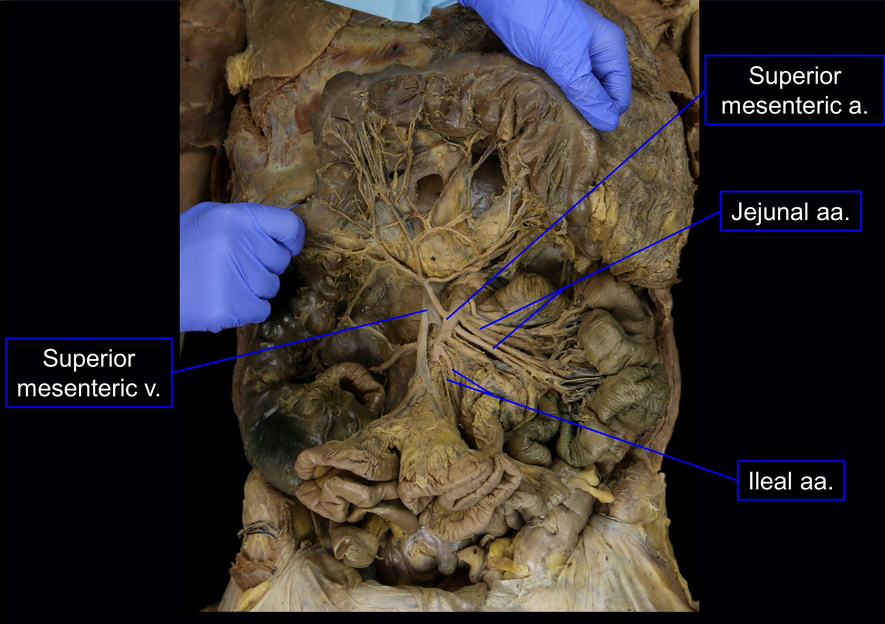 Superior
mesenteric a.
Jejunal aa.
Superior
mesenteric v.
Ileal aa.